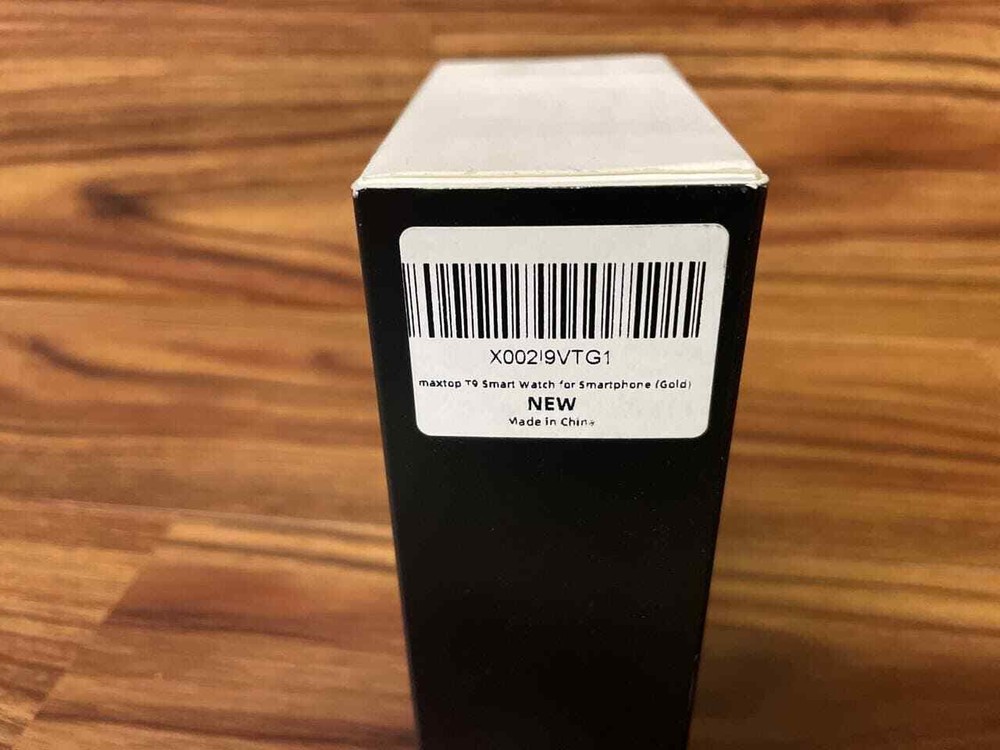 X002I9VTG1
maxtop T9 Smart Watch for Smartphone (Gold)
NEW
Made in China